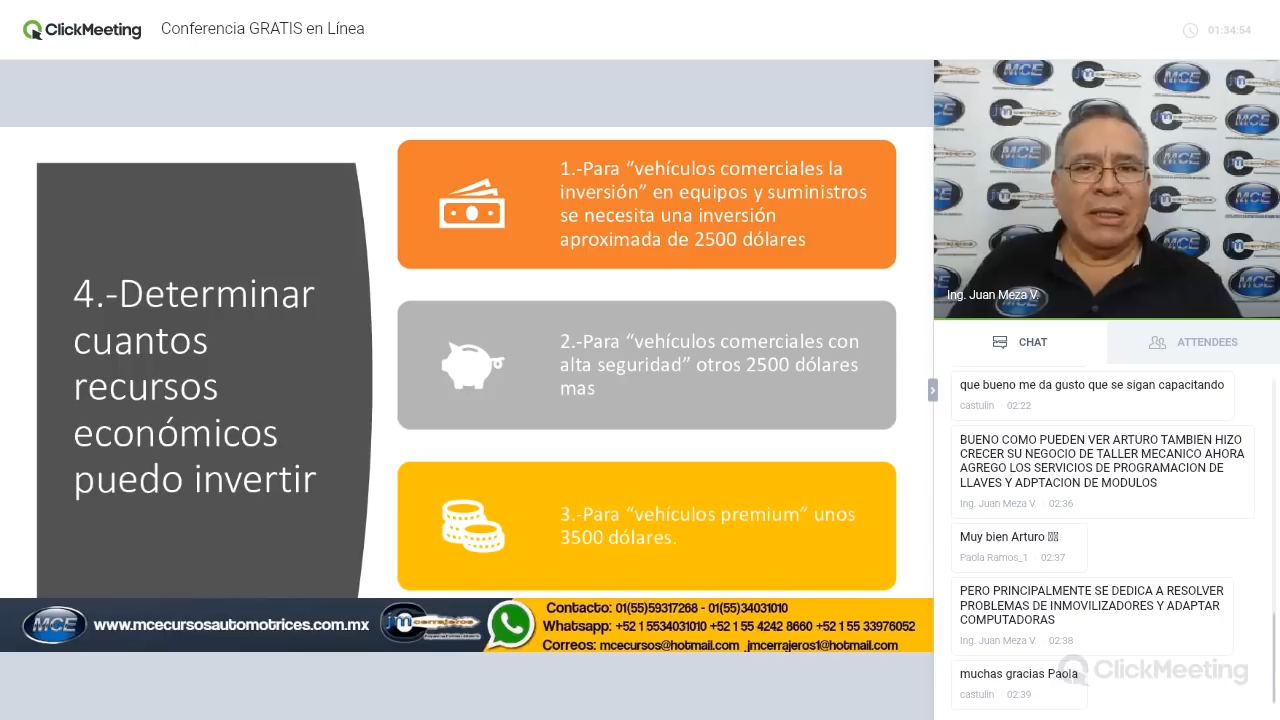 ClickMeeting
Conferencia GRATIS en Línea
01:34:54
4.-Determinar
cuantos
recursos
económicos
puedo invertir
1.-Para “vehículos comerciales la
inversión” en equipos y suministros
se necesita una inversión
aproximada de 2500 dólares
2.-Para “vehículos comerciales con
alta seguridad” otros 2500 dólares
mas
3.-Para “vehículos premium” unos
3500 dólares.
MCE
www.mcecursosautomotrices.com.mx
jmcerrajeros
Contacto: 01(55)59317268 - 01(55)34031010
Whatsapp: +52 1 5534031010 +52 1 55 4242 8660 +52 1 55 33976052
Correos: mcecursos@hotmail.com jmcerrajeros1@hotmail.com
MCE
MCE
MCE
MCE
MCE
MCE
Ing. Juan Meza V.
CHAT
ATTENDEES
que bueno me da gusto que se sigan capacitando
castulin · 02:22
BUENO COMO PUEDEN VER ARTURO TAMBIEN HIZO
CRECER SU NEGOCIO DE TALLER MECANICO AHORA
AGREGO LOS SERVICIOS DE PROGRAMACION DE
LLAVES Y ADPTACION DE MODULOS
Ing. Juan Meza V. · 02:36
Muy bien Arturo
Paola Ramos_1 · 02:37
PERO PRINCIPALMENTE SE DEDICA A RESOLVER
PROBLEMAS DE INMOVILIZADORES Y ADAPTAR
COMPUTADORAS
Ing. Juan Meza V. · 02:38
muchas gracias Paola
castulin · 02:39
ClickMeeting